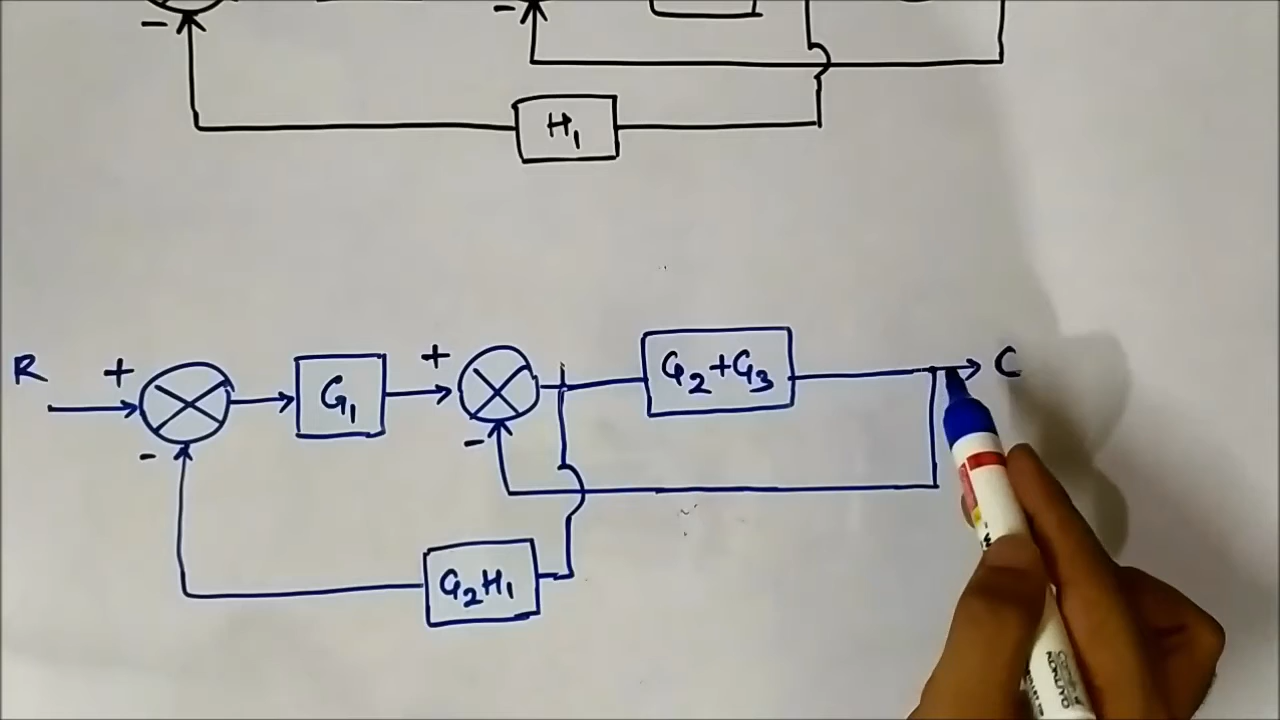 -
-
H₁
R + G₁ + G₂+G₃ C
- -
G₂H₁